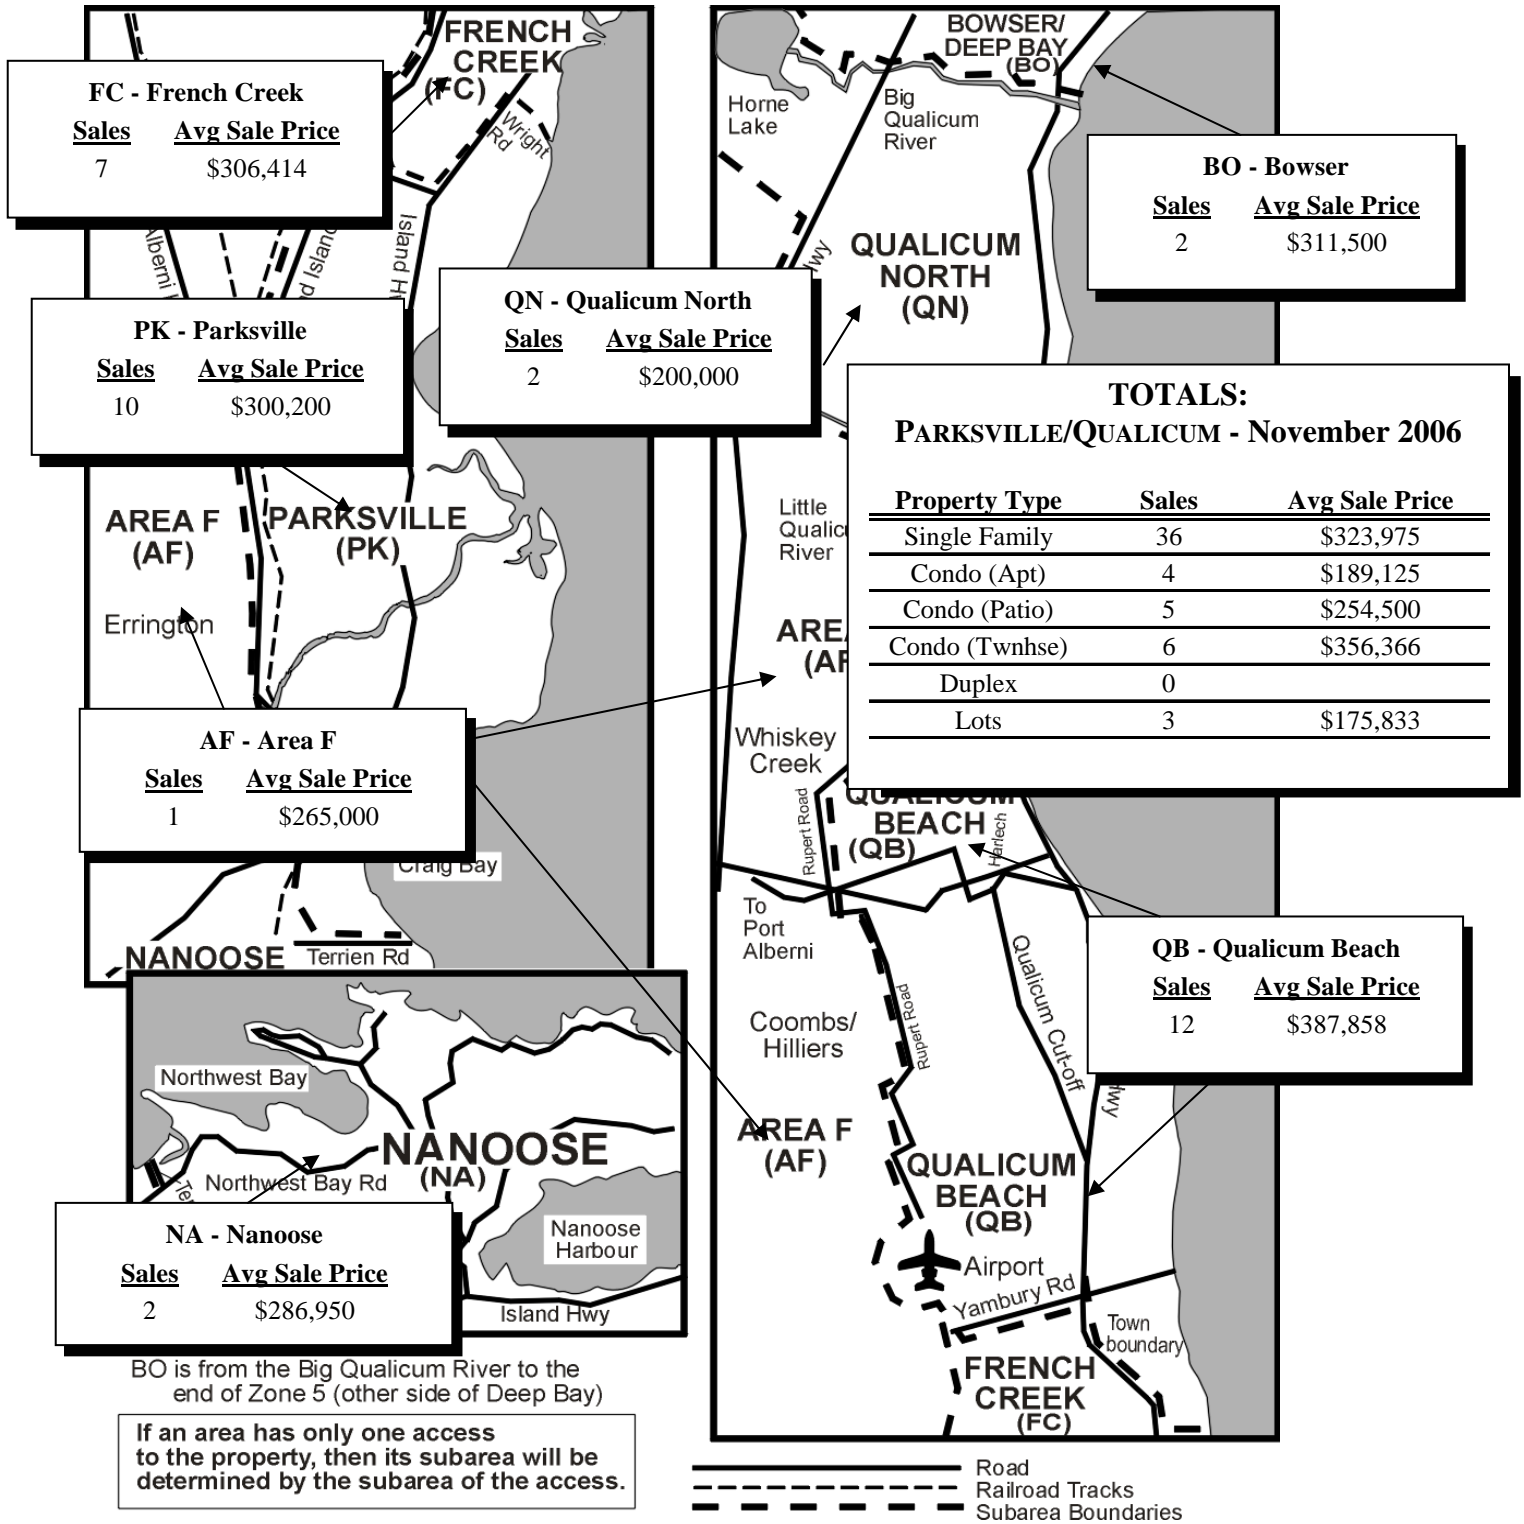 FRENCH
CREEK
(FC)
Wright
Rd
FC - French Creek
Sales Avg Sale Price
7 $306,414
Alberni
Island
Island
PK - Parksville
Sales Avg Sale Price
10 $300,200
AREA F
(AF)
PARKSVILLE
(PK)
Errington
AF - Area F
Sales Avg Sale Price
1 $265,000
Craig Bay
NANOOSE
Terrien Rd
Northwest Bay
NANOOSE
(NA)
Northwest Bay Rd
Nanoose
Harbour
Island Hwy
NA - Nanoose
Sales Avg Sale Price
2 $286,950
BO is from the Big Qualicum River to the
end of Zone 5 (other side of Deep Bay)
If an area has only one access
to the property, then its subarea will be
determined by the subarea of the access.
BOWSER/
DEEP BAY
(BO)
Horne
Lake
Big
Qualicum
River
BO - Bowser
Sales Avg Sale Price
2 $311,500
QUALICUM
NORTH
(QN)
Hwy
QN - Qualicum North
Sales Avg Sale Price
2 $200,000
TOTALS:
PARKSVILLE/QUALICUM - November 2006
Property Type Sales Avg Sale Price
Single Family 36 $323,975
Condo (Apt) 4 $189,125
Condo (Patio) 5 $254,500
Condo (Twnhse) 6 $356,366
Duplex 0
Lots 3 $175,833
Little
Qualicu
River
AREA
(AF
Whiskey
Creek
Rupert Road
QUALICUM
BEACH
(QB)
Harlech
To
Port
Alberni
Qualicum Cut-off
QB - Qualicum Beach
Sales Avg Sale Price
12 $387,858
Coombs/
Hilliers
Rupert Road
Hwy
AREA F
(AF)
QUALICUM
BEACH
(QB)
Airport
Yambury Rd
Town
boundary
FRENCH
CREEK
(FC)
Road
Railroad Tracks
Subarea Boundaries